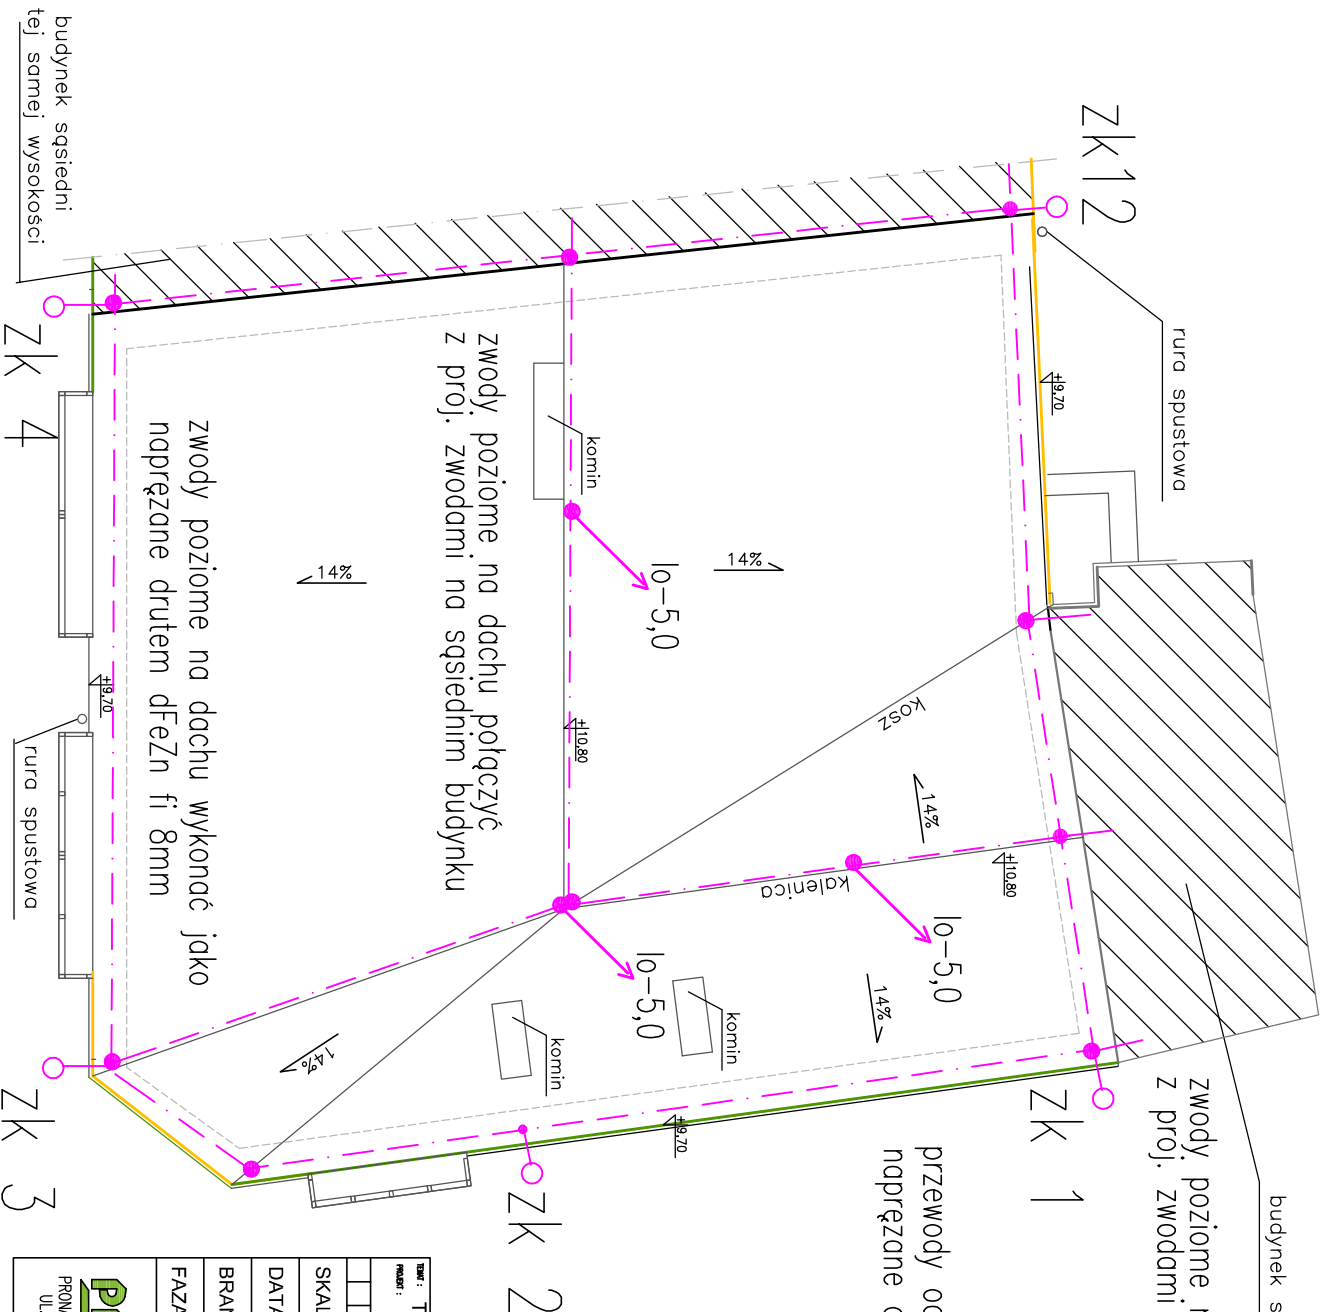 budynek sąsiedni
tej samej wysokości
zk12
rura spustowa
+9,70
zk 4
zwody poziome na dachu połączyć
z proj. zwodami na sąsiednim budynku
komin
lo-5,0
14%
14%
zwody poziome na dachu wykonać jako
naprężane drutem dFeZn fi 8mm
+9,70
rura spustowa
+10,80
kosz
14%
kalenica
+10,80
lo-5,0
lo-5,0
14%
14%
komin
komin
+9,70
zk 1
zk 2
zk 3
zwody poziome
z proj. zwodami
budynek s
przewody
naprężane
TEMAT :
PROJEKT :
SKAL
DATA
BRAN
FAZA
PRONA
UL.